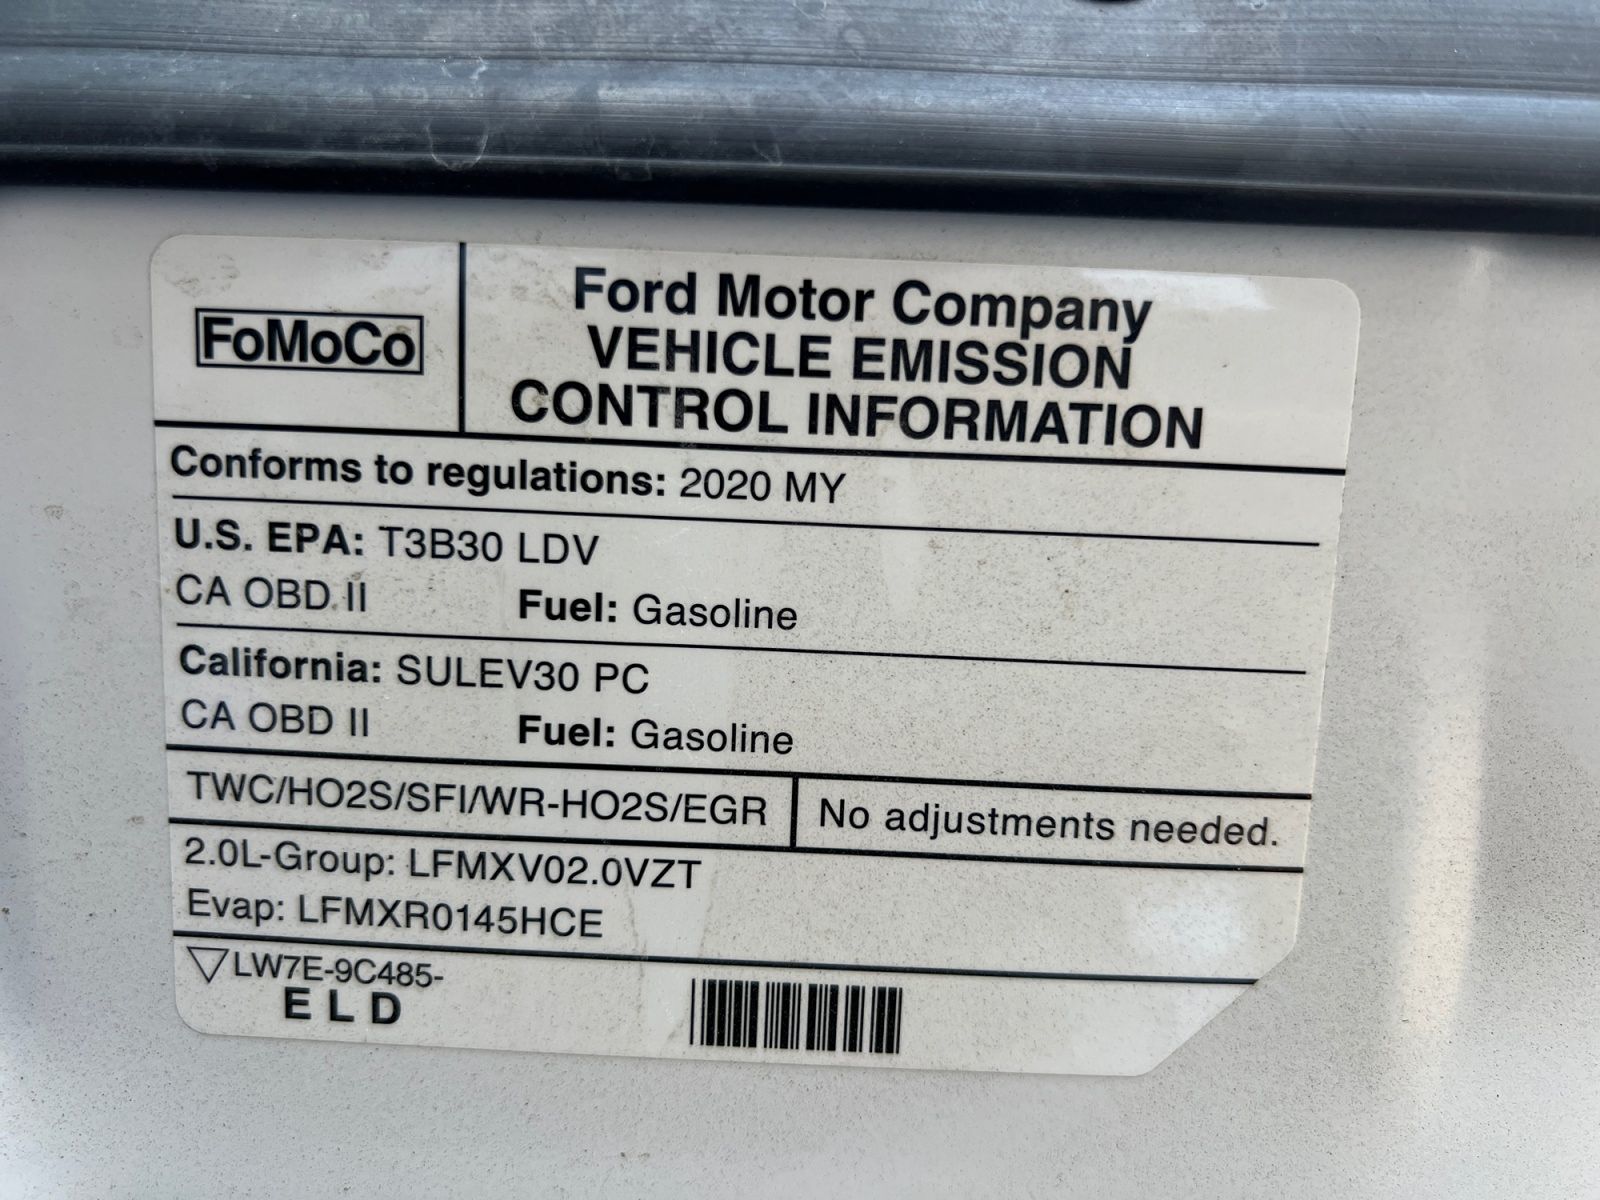 FoMoCo
Ford Motor Company
VEHICLE EMISSION
CONTROL INFORMATION
Conforms to regulations: 2020 MY
U.S. EPA: T3B30 LDV
CA OBD II Fuel: Gasoline
California: SULEV30 PC
CA OBD II Fuel: Gasoline
TWC/HO2S/SFI/WR-HO2S/EGR No adjustments needed.
2.0L-Group: LFMXV02.0VZT
Evap: LFMXR0145HCE
LW7E-9C485-
E L D